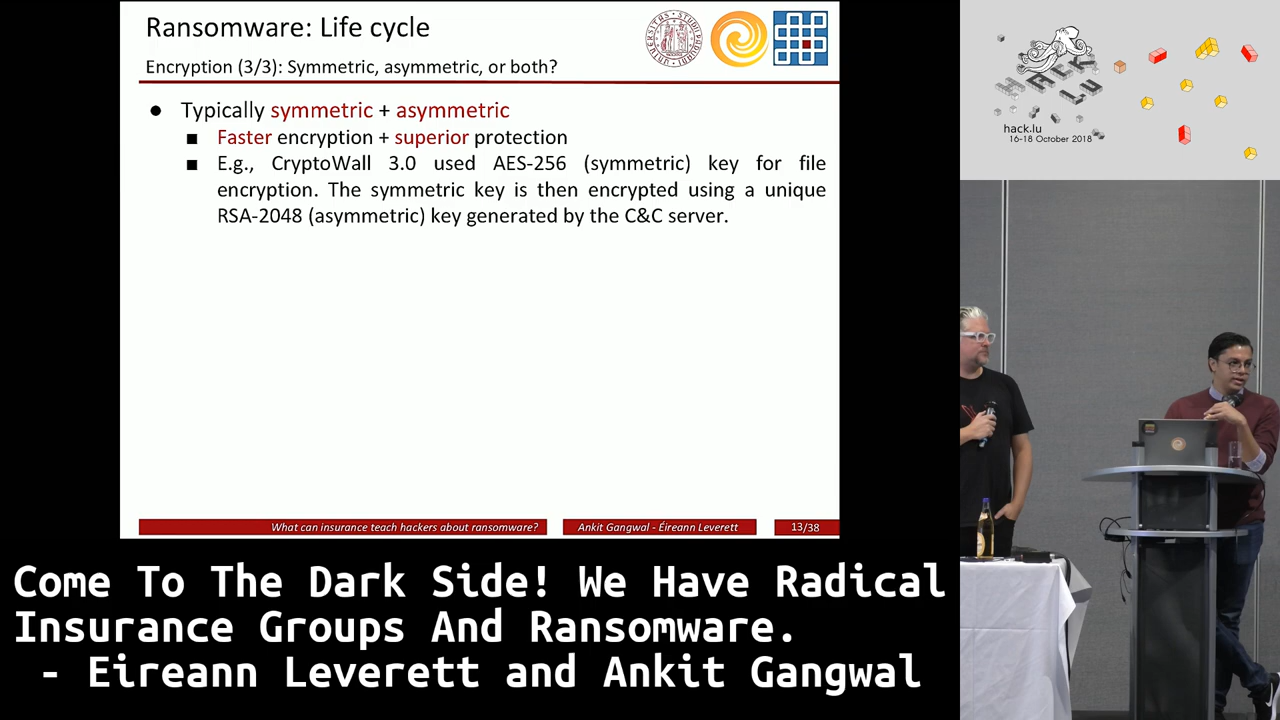 Ransomware: Life cycle
Encryption (3/3): Symmetric, asymmetric, or both?
● Typically symmetric + asymmetric
■ Faster encryption + superior protection
■ E.g., CryptoWall 3.0 used AES-256 (symmetric) key for file
encryption. The symmetric key is then encrypted using a unique
RSA-2048 (asymmetric) key generated by the C&C server.
What can insurance teach hackers about ransomware?
Ankit Gangwal - Éireann Leverett
13/38
HACK
LU
hack.lu
16-18 October 2018
Come To The Dark Side! We Have Radical
Insurance Groups And Ransomware.
- Eireann Leverett and Ankit Gangwal